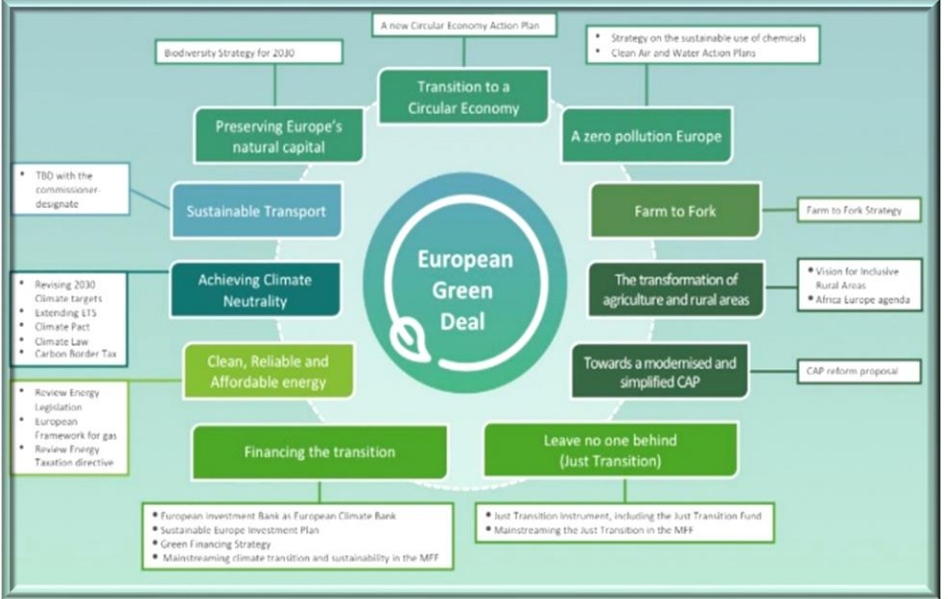 A new Circular Economy Action Plan
Biodiversity Strategy for 2030
• Strategy on the sustainable use of chemicals
• Clean Air and Water Action Plans
Transition to a
Circular Economy
Preserving Europe's
natural capital
A zero pollution Europe
• TBD with the
commissioner-
designate
Sustainable Transport
Farm to Fork
Farm to Fork Strategy
European
Green
Deal
Achieving Climate
Neutrality
The transformation of
agriculture and rural areas
• Vision for Inclusive
Rural Areas
• Africa Europe agenda
• Revising 2030
Climate targets
• Extending ETS
• Climate Pact
• Climate Law
• Carbon Border Tax
Clean, Reliable and
Affordable energy
Towards a modernised and
simplified CAP
CAP reform proposal
• Review Energy
Legislation
• European
Framework for gas
• Review Energy
Taxation directive
Financing the transition
Leave no one behind
(Just Transition)
• European Investment Bank as European Climate Bank
• Sustainable Europe Investment Plan
• Green Financing Strategy
• Mainstreaming climate transition and sustainability in the MFF
• Just Transition Instrument, including the Just Transition Fund
• Mainstreaming the Just Transition in the MFF